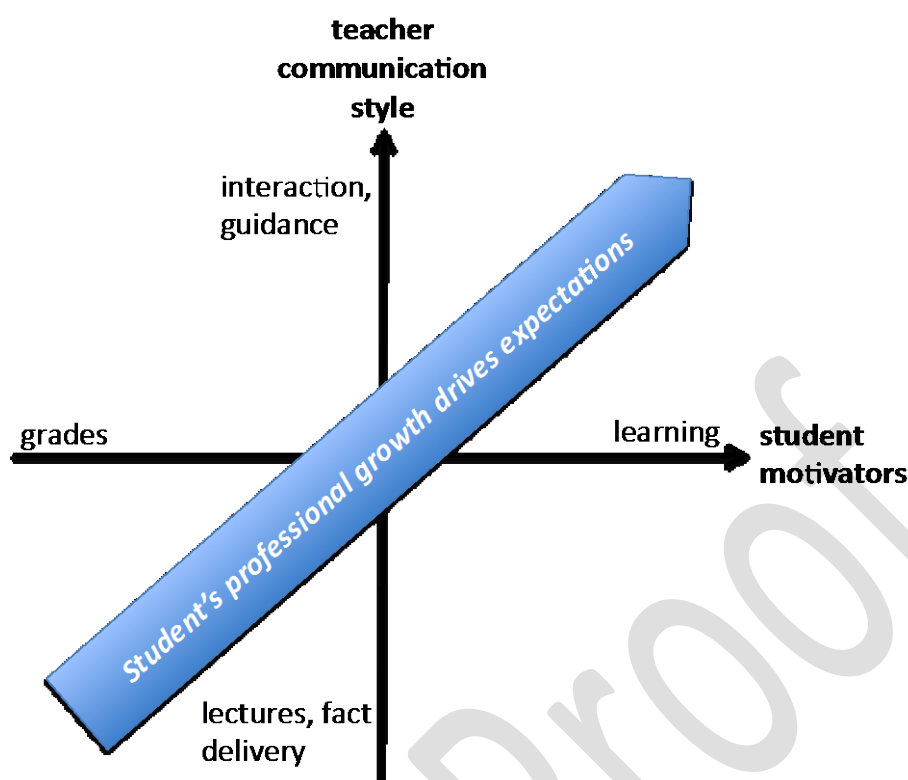 teacher
communication
style
interaction,
guidance
Student's professional growth drives expectations
grades
learning
student
motivators
lectures, fact
delivery
Proof